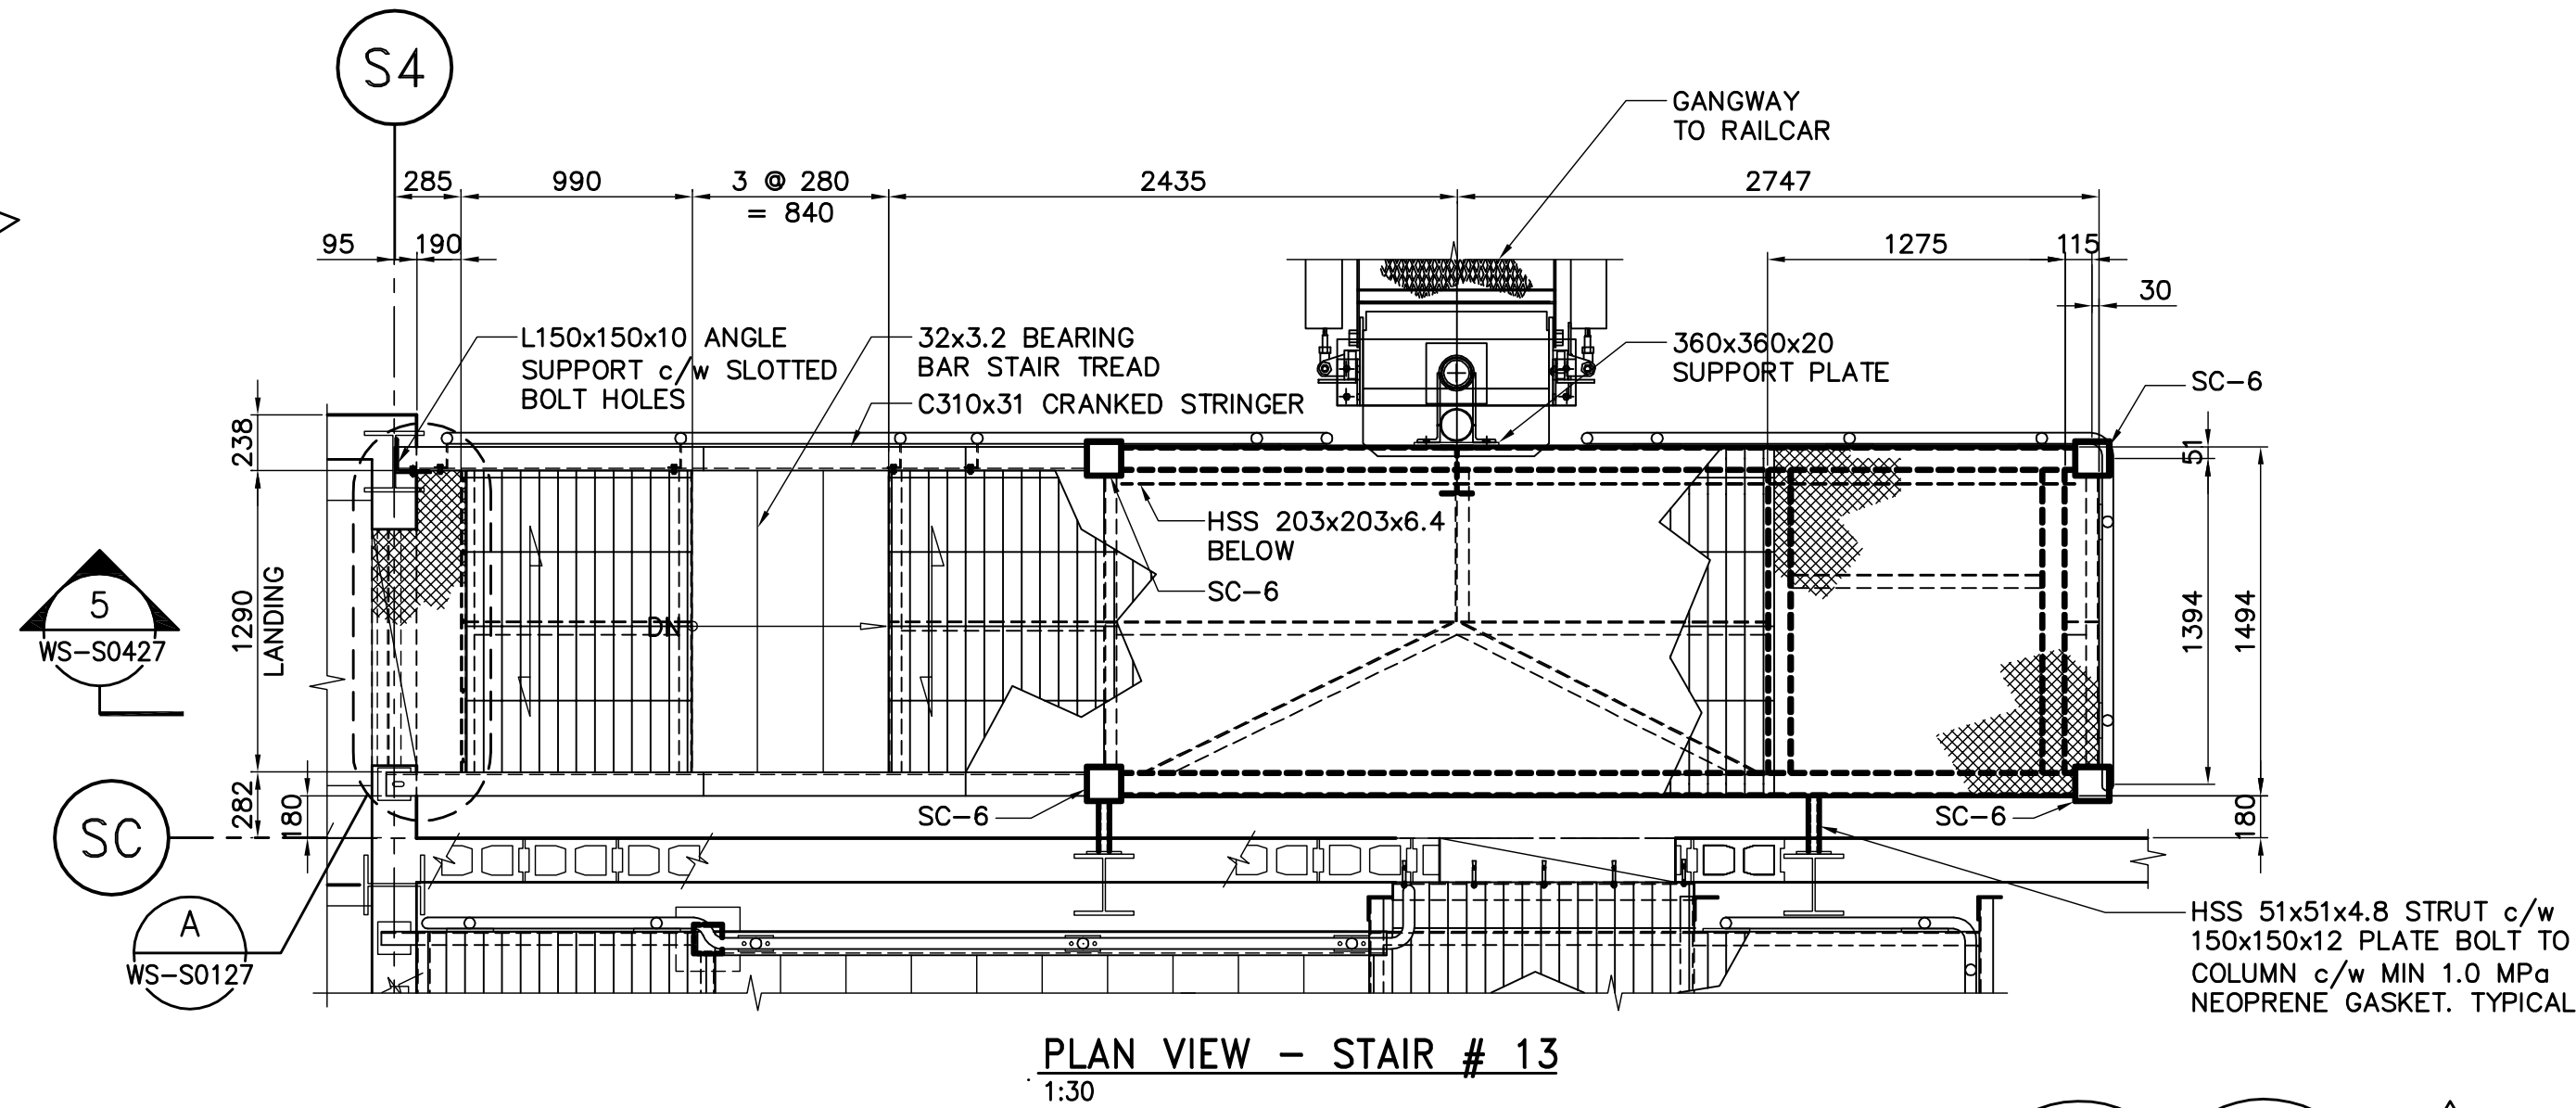 S4
GANGWAY
TO RAILCAR
285
990
3 @ 280
= 840
2435
2747
95
190
1275
115
30
L150x150x10 ANGLE
SUPPORT c/w SLOTTED
BOLT HOLES
32x3.2 BEARING
BAR STAIR TREAD
C310x31 CRANKED STRINGER
360x360x20
SUPPORT PLATE
SC-6
238
51
HSS 203x203x6.4
BELOW
SC-6
5
WS-S0427
1290
LANDING
DN
1394
1494
282
180
SC
SC-6
SC-6
180
A
WS-S0127
HSS 51x51x4.8 STRUT c/w
150x150x12 PLATE BOLT TO
COLUMN c/w MIN 1.0 MPa
NEOPRENE GASKET. TYPICAL
PLAN VIEW - STAIR # 13
1:30